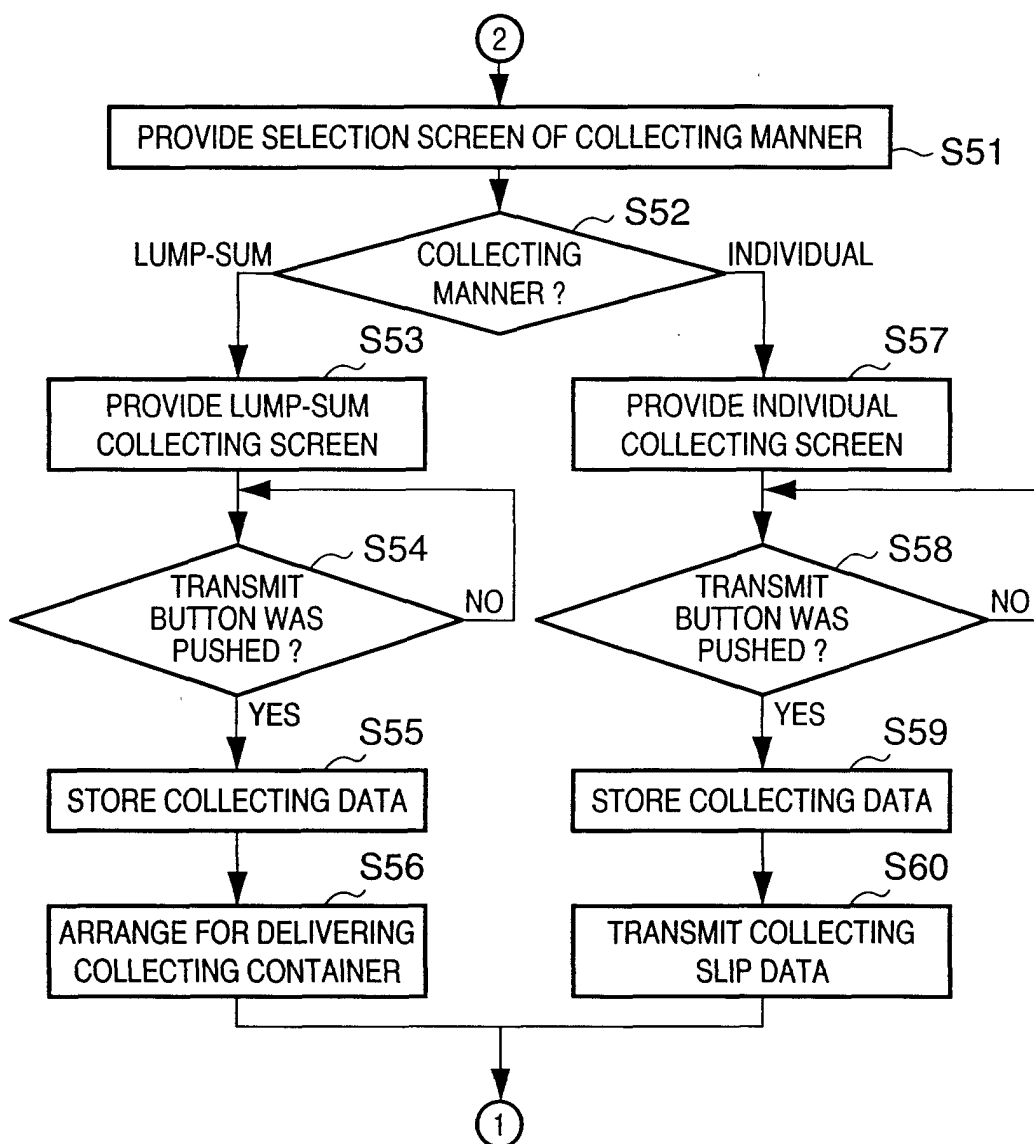 2
PROVIDE SELECTION SCREEN OF COLLECTING MANNER
S51
S52
LUMP-SUM
COLLECTING
MANNER ?
INDIVIDUAL
S53
PROVIDE LUMP-SUM
COLLECTING SCREEN
S57
PROVIDE INDIVIDUAL
COLLECTING SCREEN
S54
TRANSMIT
BUTTON WAS
PUSHED ?
NO
YES
S58
TRANSMIT
BUTTON WAS
PUSHED ?
NO
YES
S55
STORE COLLECTING DATA
S59
STORE COLLECTING DATA
S56
ARRANGE FOR DELIVERING
COLLECTING CONTAINER
S60
TRANSMIT COLLECTING
SLIP DATA
1